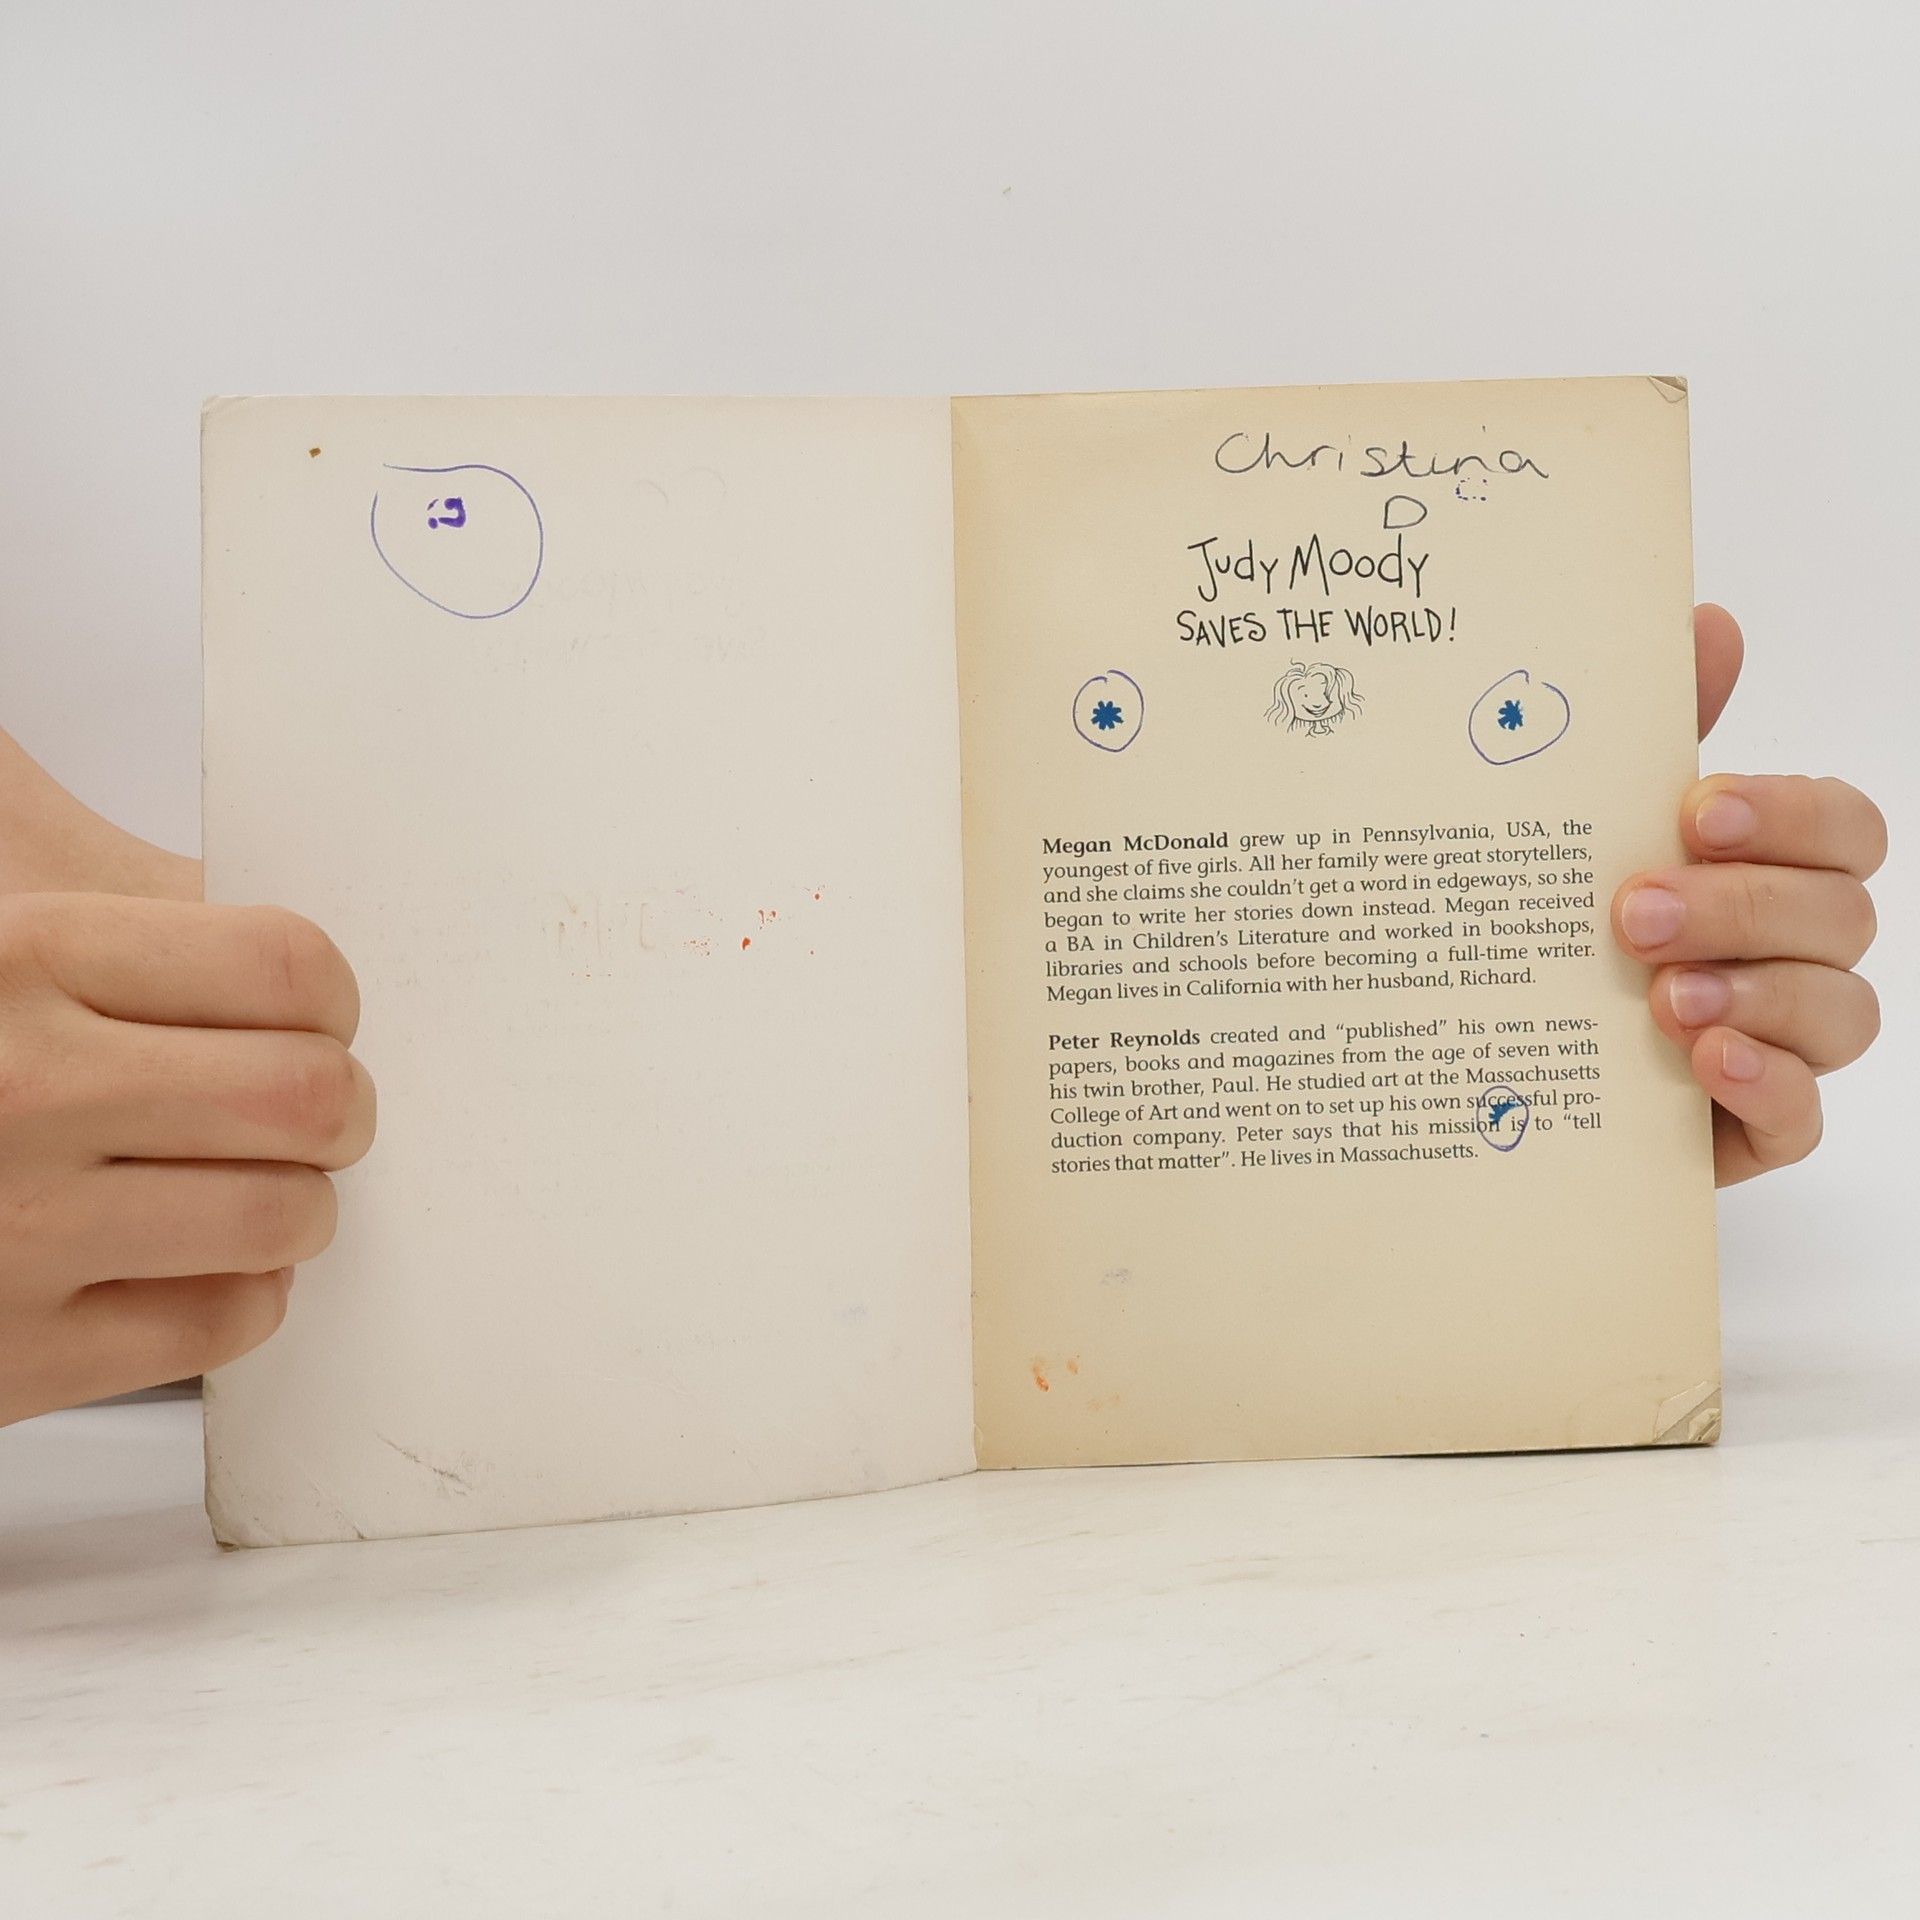 Christina
D
Judy Moody
SAVES THE WORLD!
Megan McDonald grew up in Pennsylvania, USA, the
youngest of five girls. All her family were great storytellers,
and she claims she couldn't get a word in edgeways, so she
began to write her stories down instead. Megan received
a BA in Children's Literature and worked in bookshops,
libraries and schools before becoming a full-time writer.
Megan lives in California with her husband, Richard.
Peter Reynolds created and "published" his own news-
papers, books and magazines from the age of seven with
his twin brother, Paul. He studied art at the Massachusetts
College of Art and went on to set up his own successful pro-
duction company. Peter says that his mission is to "tell
stories that matter". He lives in Massachusetts.